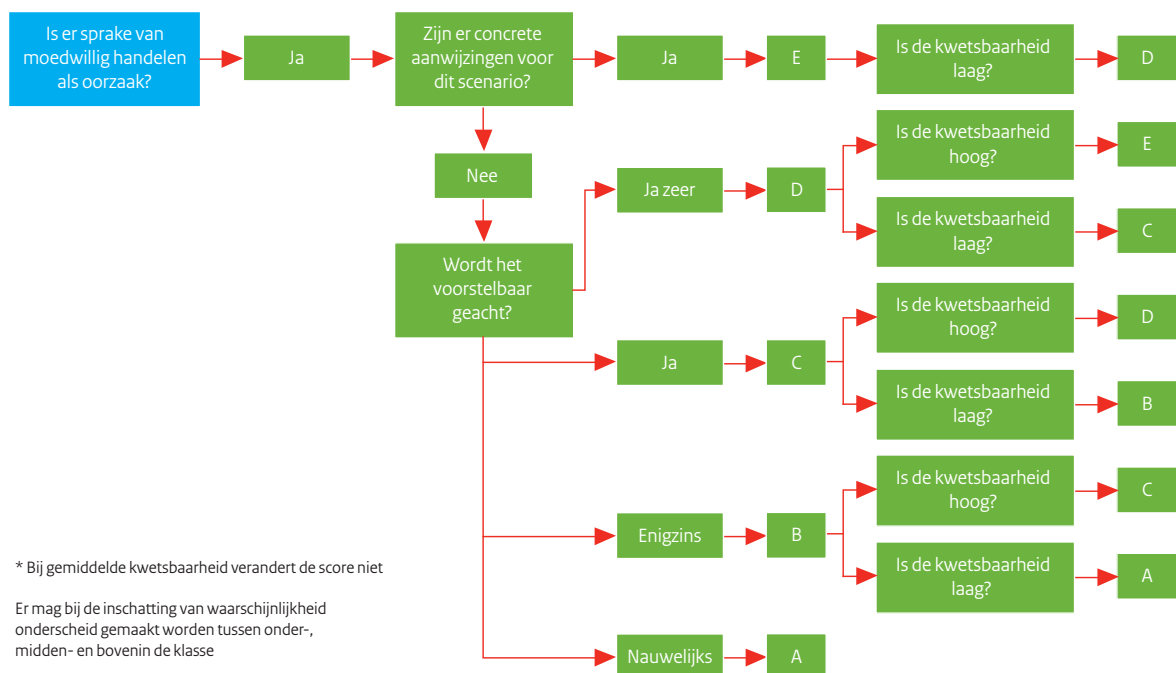 Is er sprake van
moedwillig handelen
als oorzaak?
Ja
Zijn er concrete
aanwijzingen voor
dit scenario?
Ja
E
Is de kwetsbaarheid
laag?
D
Nee
Ja zeer
D
Is de kwetsbaarheid
hoog?
E
Is de kwetsbaarheid
laag?
C
Wordt het
voorstelbaar
geacht?
Ja
C
Is de kwetsbaarheid
hoog?
D
Is de kwetsbaarheid
laag?
B
Enigzins
B
Is de kwetsbaarheid
hoog?
C
Is de kwetsbaarheid
laag?
A
Nauwelijks
A
* Bij gemiddelde kwetsbaarheid verandert de score niet
Er mag bij de inschatting van waarschijnlijkheid
onderscheid gemaakt worden tussen onder-,
midden- en bovenin de klasse